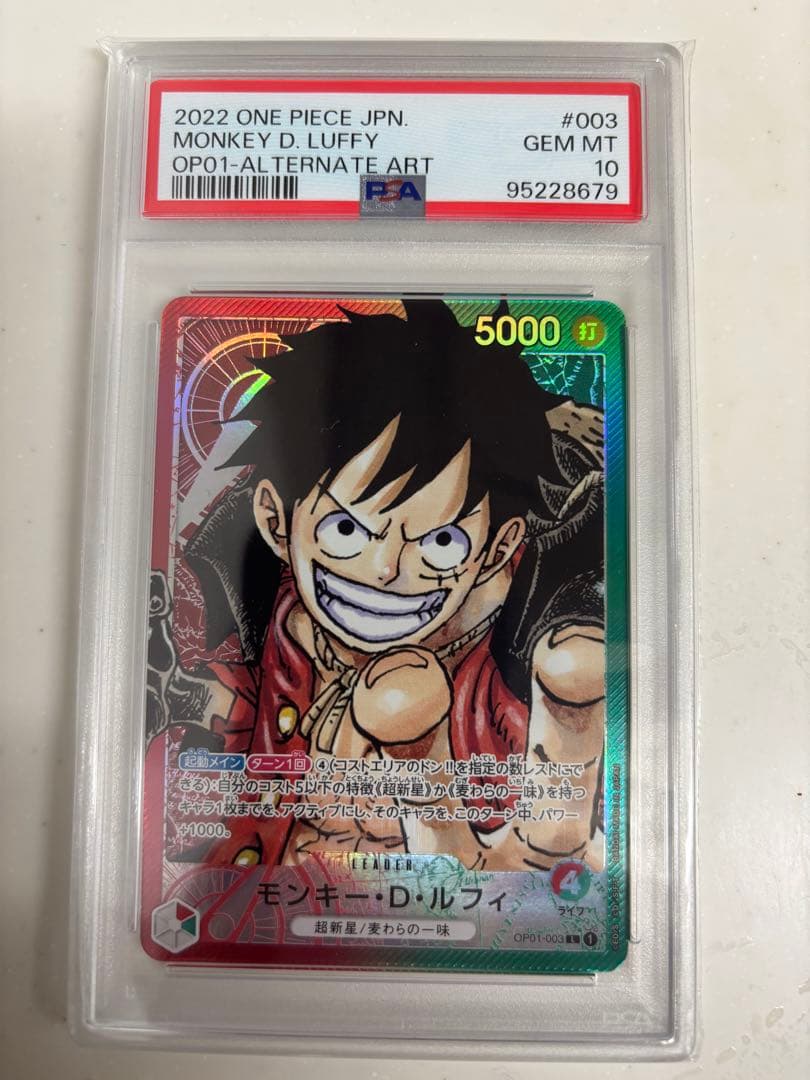 2022 ONE PIECE JPN. #003
MONKEY D. LUFFY GEM MT
OP01-ALTERNATE ART 10
PSA 95228679
5000 打
起動メイン ターン1回 ④(コストエリアのドン!!を指定の数レストにで
きる):自分のコスト5以下の特徴《超新星》か《麦わらの一味》を持つ
キャラ1枚までを、アクティブにし、そのキャラを、このターン中、パワー
+1000。
LEADER
モンキー・D・ルフィ
4
ライフ
超新星/麦わらの一味
OP01-003 L 1
PSA